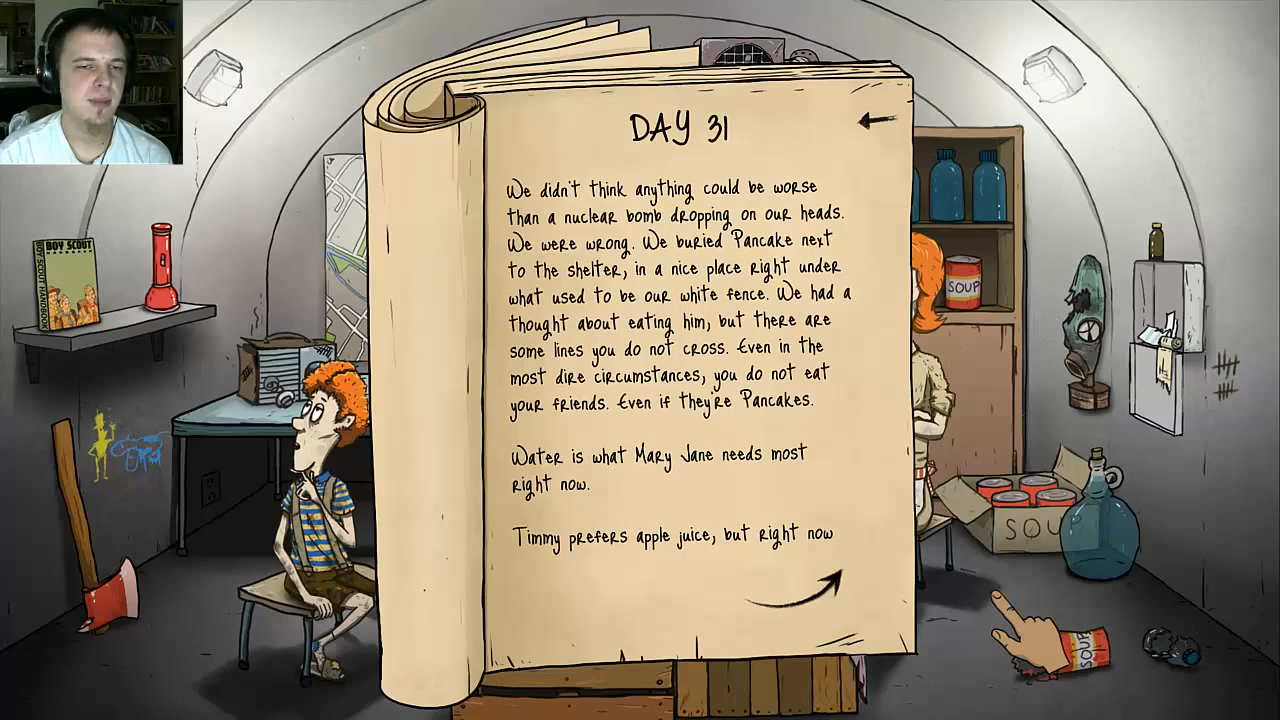 DAY 31
We didn't think anything could be worse
than a nuclear bomb dropping on our heads.
We were wrong. We buried Pancake next
to the shelter, in a nice place right under
what used to be our white fence. We had a
thought about eating him, but there are
some lines you do not cross. Even in the
most dire circumstances, you do not eat
your friends. Even if they're Pancakes.
Water is what Mary Jane needs most
right now.
Timmy prefers apple juice, but right now
BOY SCOUT
BOY SCOUT HANDBOOK
SOUP
SOU
SOUP